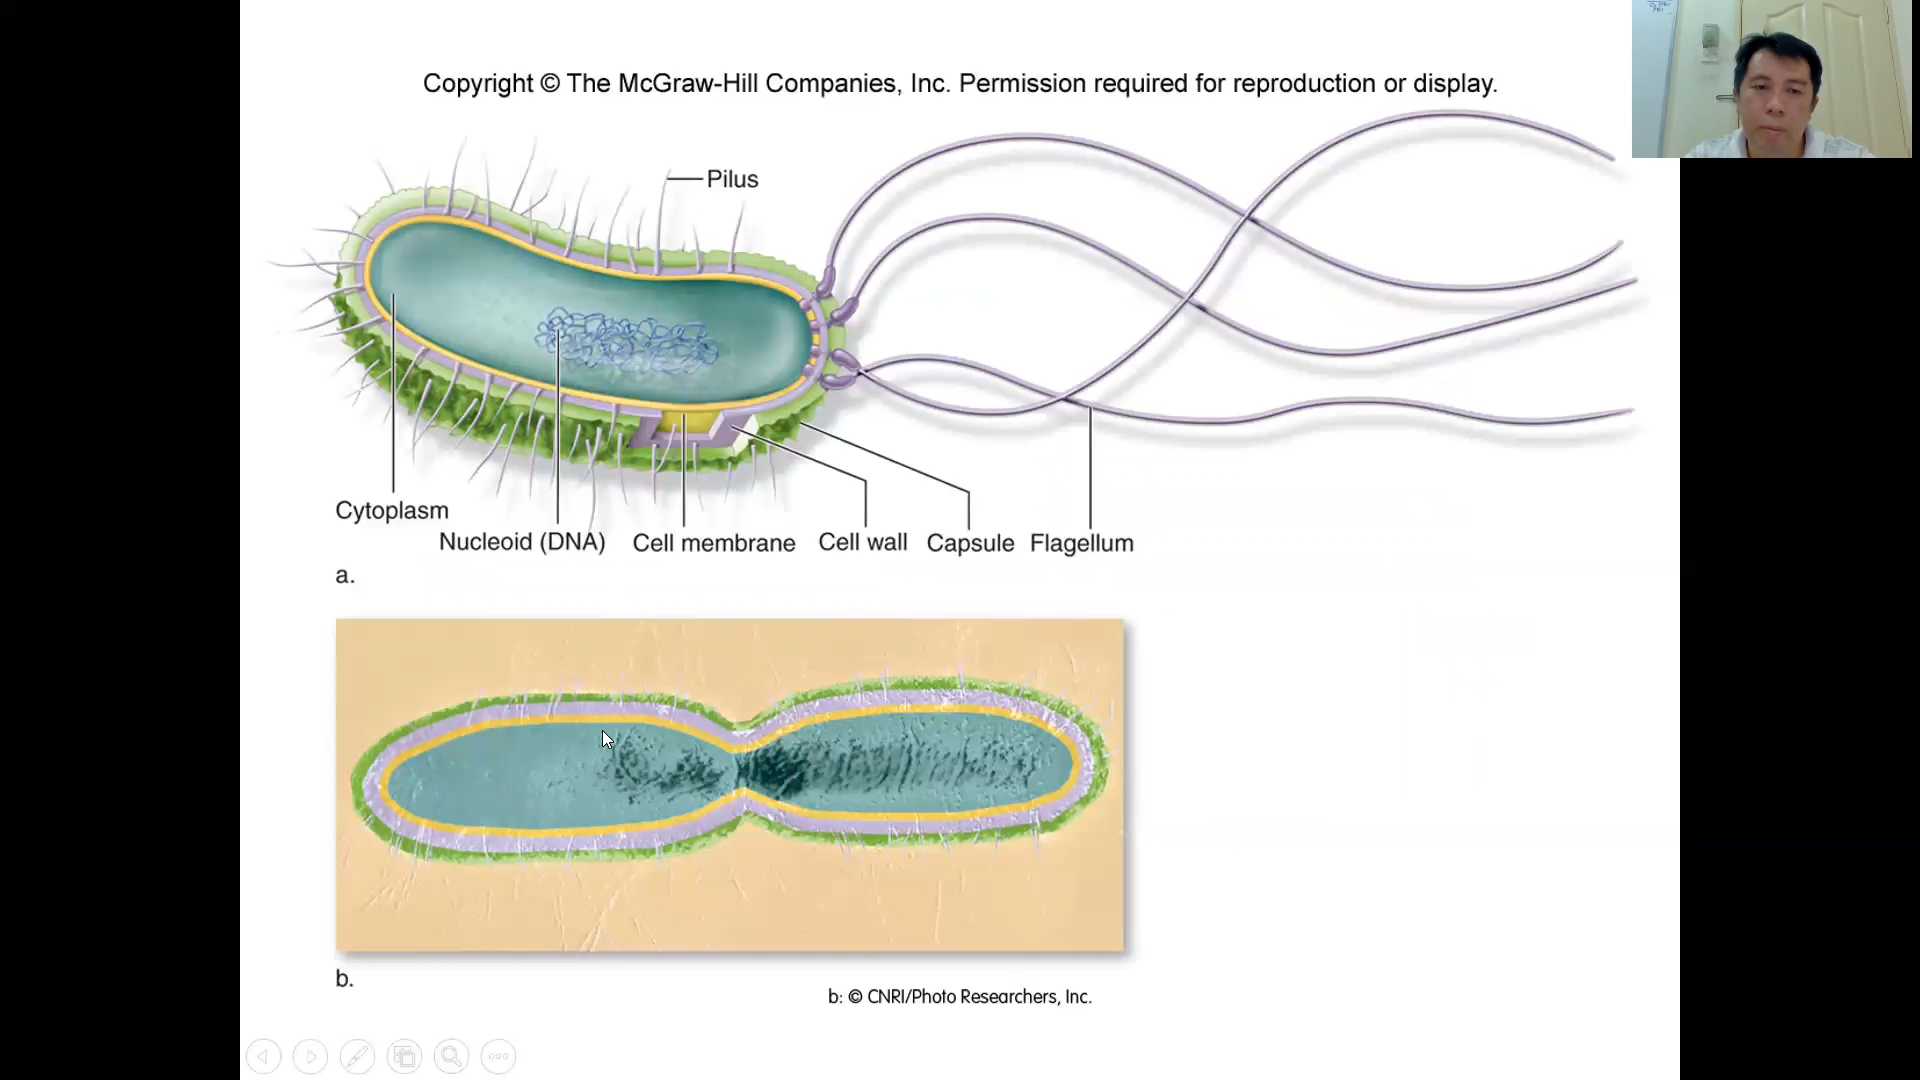 Copyright © The McGraw-Hill Companies, Inc. Permission required for reproduction or display.
Pilus
Cytoplasm
Nucleoid (DNA)
Cell membrane
Cell wall
Capsule
Flagellum
a.
b.
b: © CNRI/Photo Researchers, Inc.